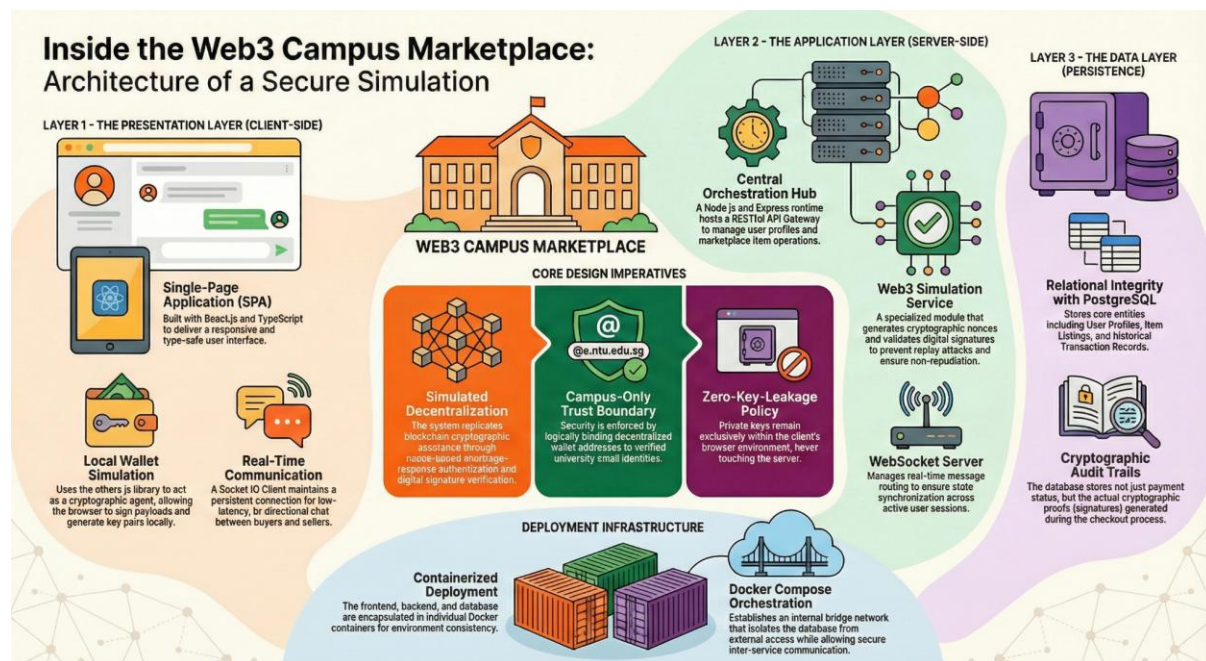 Inside the Web3 Campus Marketplace:
Architecture of a Secure Simulation
LAYER 1 - THE PRESENTATION LAYER (CLIENT-SIDE)
Single-Page
Application (SPA)
Built with Beact.js and TypeScript
to deliver a responsive and
type-safe user interface.
Local Wallet
Simulation
Uses the others js library to act
as a cryptographic agent, allowing
the browser to sign payloads and
generate key pairs locally.
Real-Time
Communication
A Socket IO Client maintains a
persistent connection for low-
latency, br directional chat
between buyers and sellers.
WEB3 CAMPUS MARKETPLACE
CORE DESIGN IMPERATIVES
Simulated
Decentralization
The system replicates
blockchain cryptographic
assurance through
response authentication and
digital signature verification.
@
@e.ntu.edu.sg
Campus-Only
Trust Boundary
Security is enforced by
logically binding decentralized
wallet addresses to verified
university small identities.
Zero-Key-Leakage
Policy
Private keys remain
exclusively within the client's
browser environment, hever
touching the server.
LAYER 2 - THE APPLICATION LAYER (SERVER-SIDE)
Central
Orchestration Hub
A Node js and Express runtime
hosts a RESTfol API Gateway
to manage user profiles and
marketplace item operations.
Web3 Simulation
Service
A specialized module that
generates cryptographic nonces
and validates digital signatures
to prevent replay attacks and
ensure non-repudiation.
WebSocket Server
Manages real-time message
routing to ensure state
synchronization across
active user sessions.
LAYER 3 - THE DATA LAYER
(PERSISTENCE)
Relational Integrity
with PostgreSQL
Stores core entities
including User Profiles, Item
Listings, and historical
Transaction Records.
Cryptographic
Audit Trails
The database stores not just payment
status, but the actual cryptographic
proofs (signatures) generated
during the checkout process.
DEPLOYMENT INFRASTRUCTURE
Containerized
Deployment
The frontend, backend, and database
are encapsulated in individual Docker
containers for environment consistency.
Docker Compose
Orchestration
Establishes an internal bridge network
that isolates the database from
external access while allowing secure
inter-service communication.